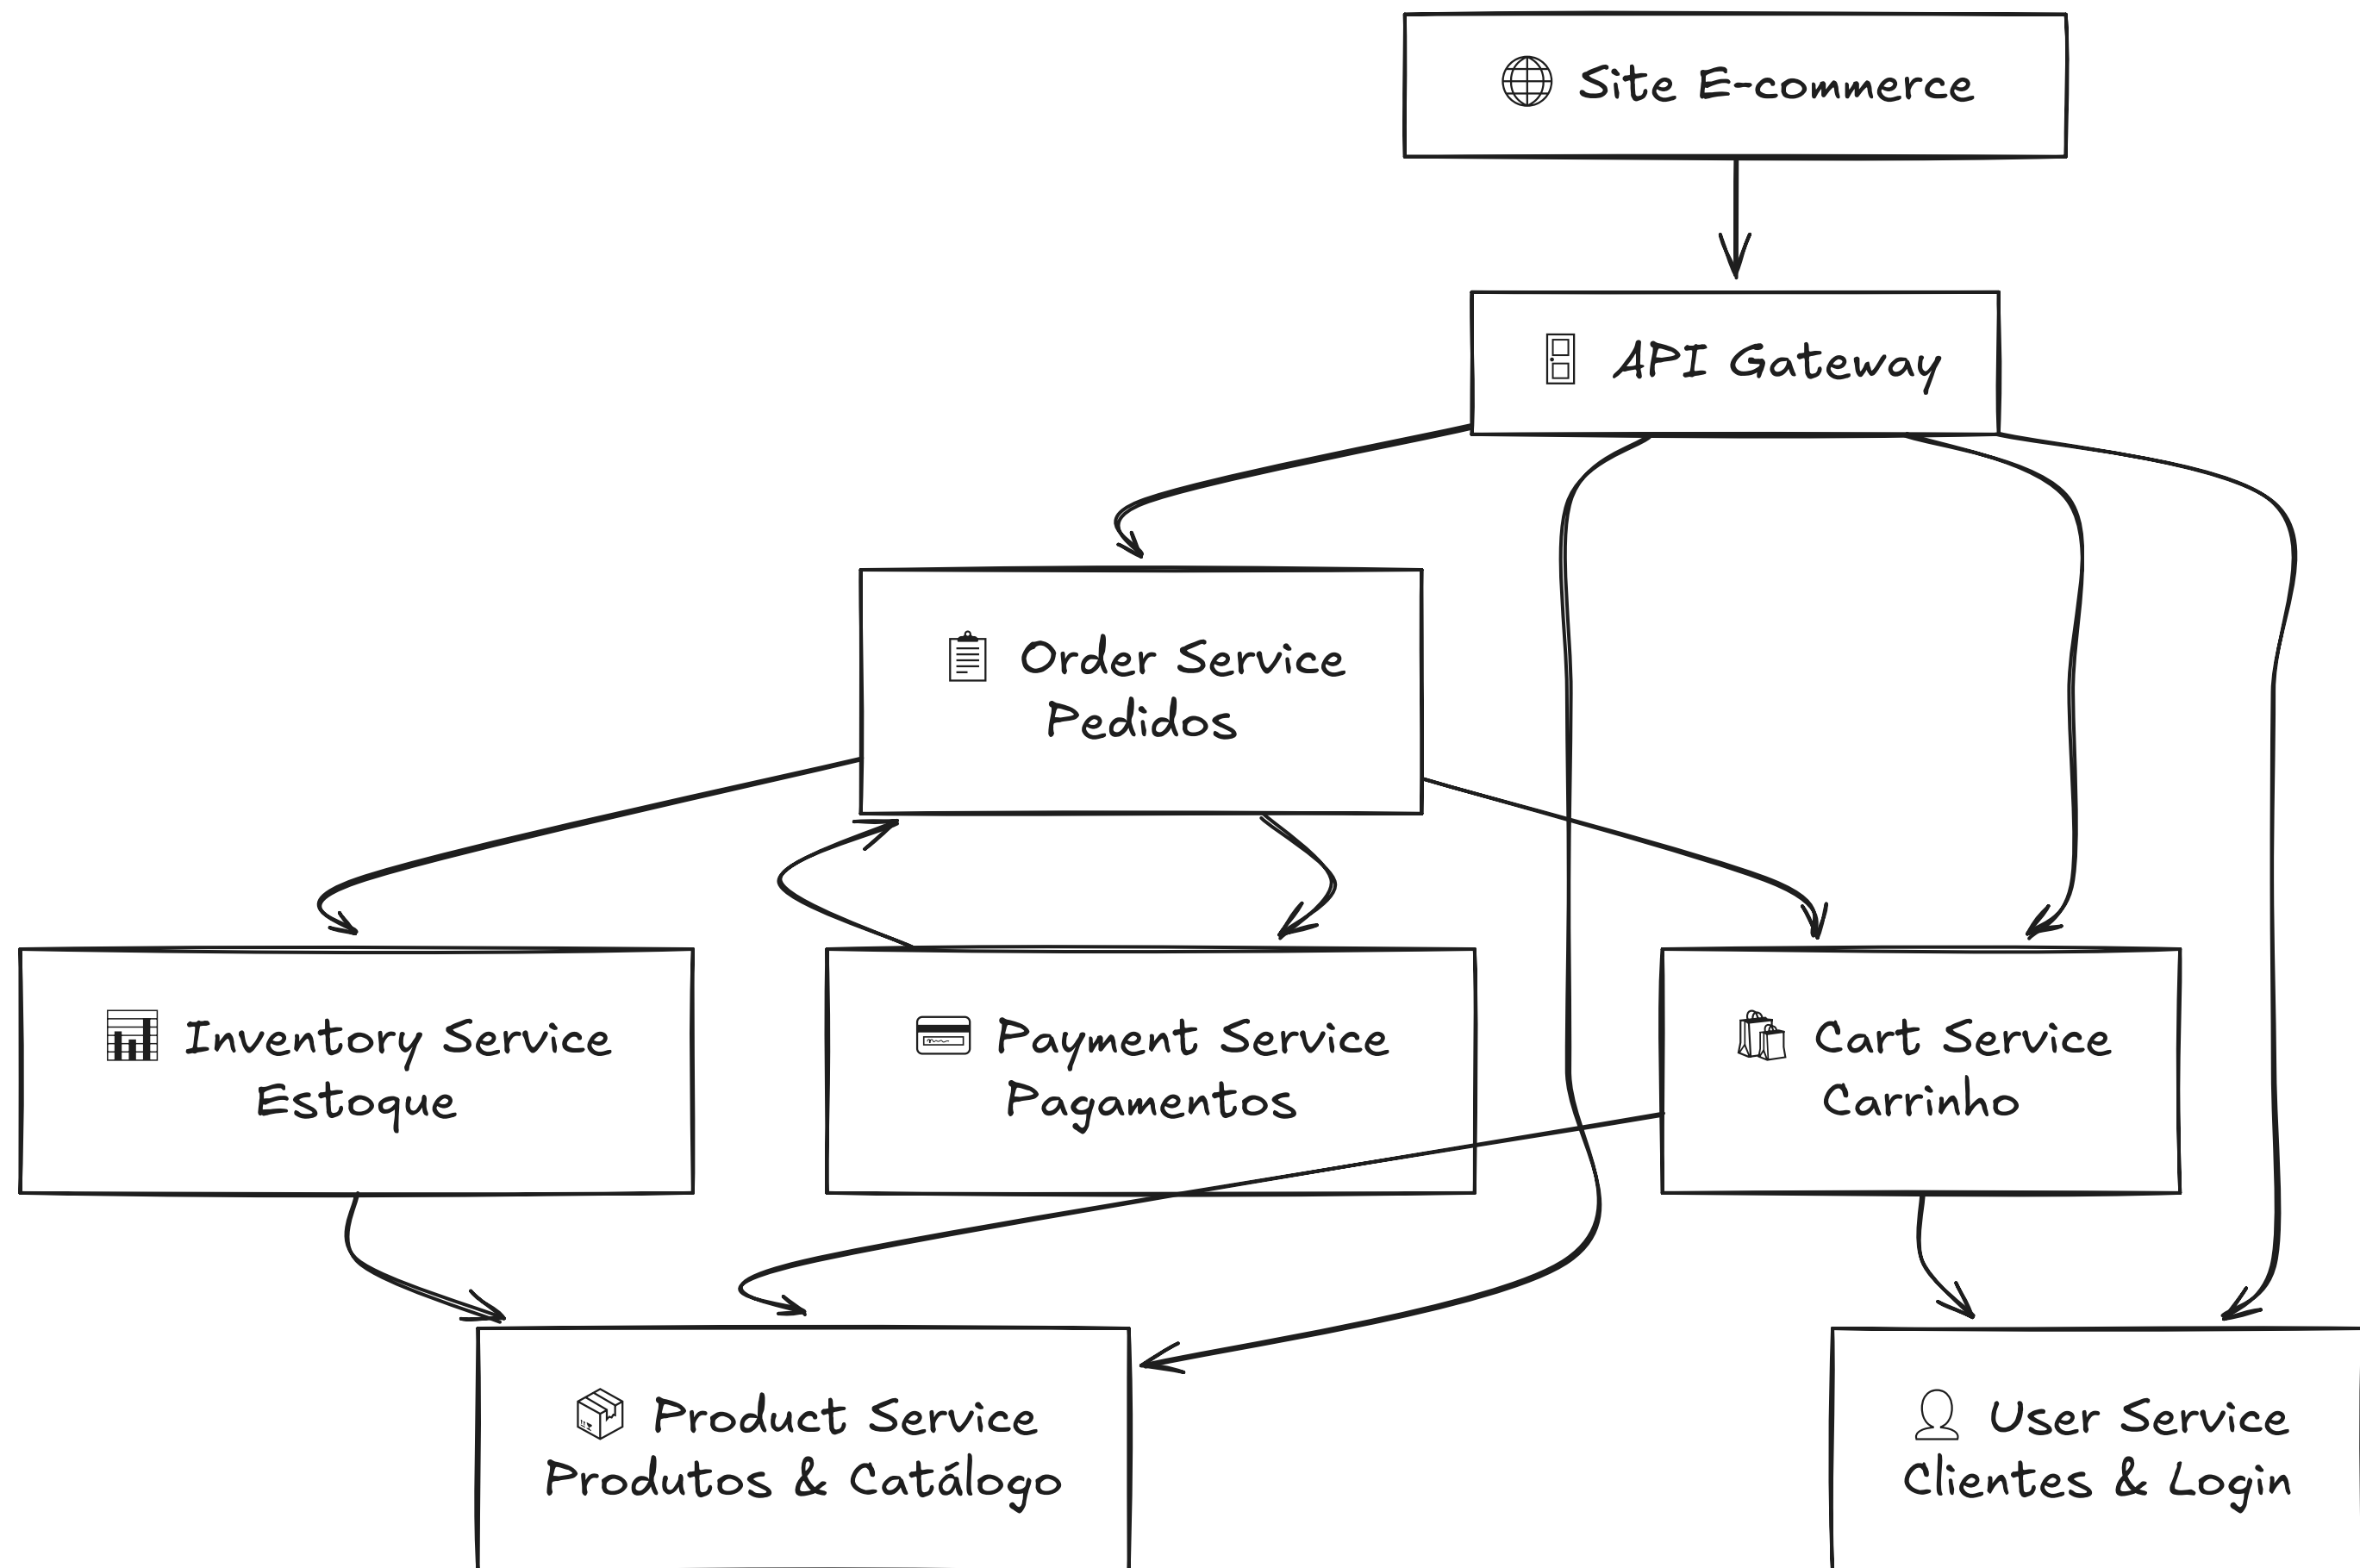 Site E-commerce
API Gateway
Order Service
Pedidos
Inventory Service
Estoque
Payment Service
Pagamentos
Cart Service
Carrinho
Product Service
Produtos & Catálogo
User Service
Clientes & Login